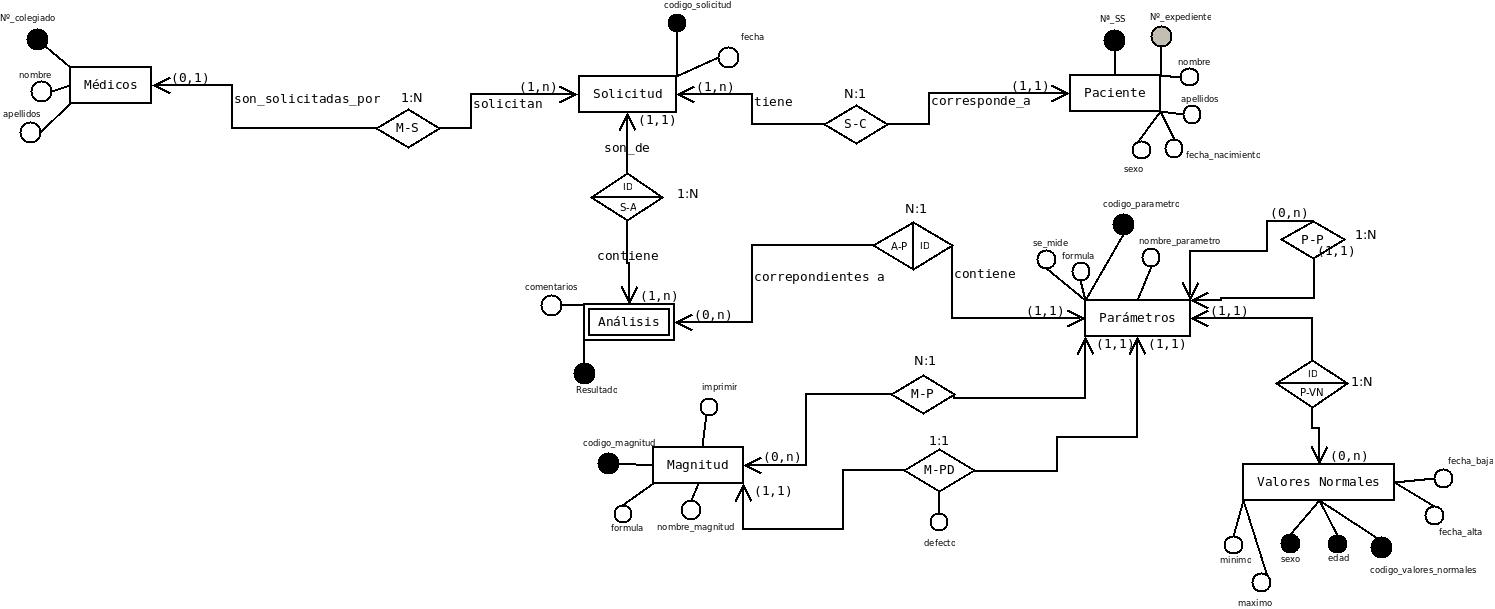 Nº_colegiado
nombre
apellidos
Médicos
(0,1)
son_solicitadas_por
1:N
M-S
solicitan
(1,n)
codigo_solicitud
fecha
Solicitud
(1,n)
tiene
N:1
S-C
corresponde_a
(1,1)
Nª_SS
Nº_expediente
nombre
apellidos
Paciente
sexo
fecha_nacimiento
(1,1)
son_de
ID
S-A
1:N
contiene
(1,n)
comentarios
Análisis
Resultado
(0,n)
correpondientes a
N:1
A-P
ID
contiene
(1,1)
codigo_parametro
se_mide
formula
nombre_parametro
Parámetros
(0,n)
P-P
1:N
(1,1)
(1,1)
(1,1)
(1,1)
ID
P-VN
1:N
(0,n)
N:1
M-P
(0,n)
imprimir
codigo_magnitud
Magnitud
formula
nombre_magnitud
(1,1)
1:1
M-PD
defecto
Valores Normales
fecha_baja
fecha_alta
minimo
maximo
sexo
edad
codigo_valores_normales